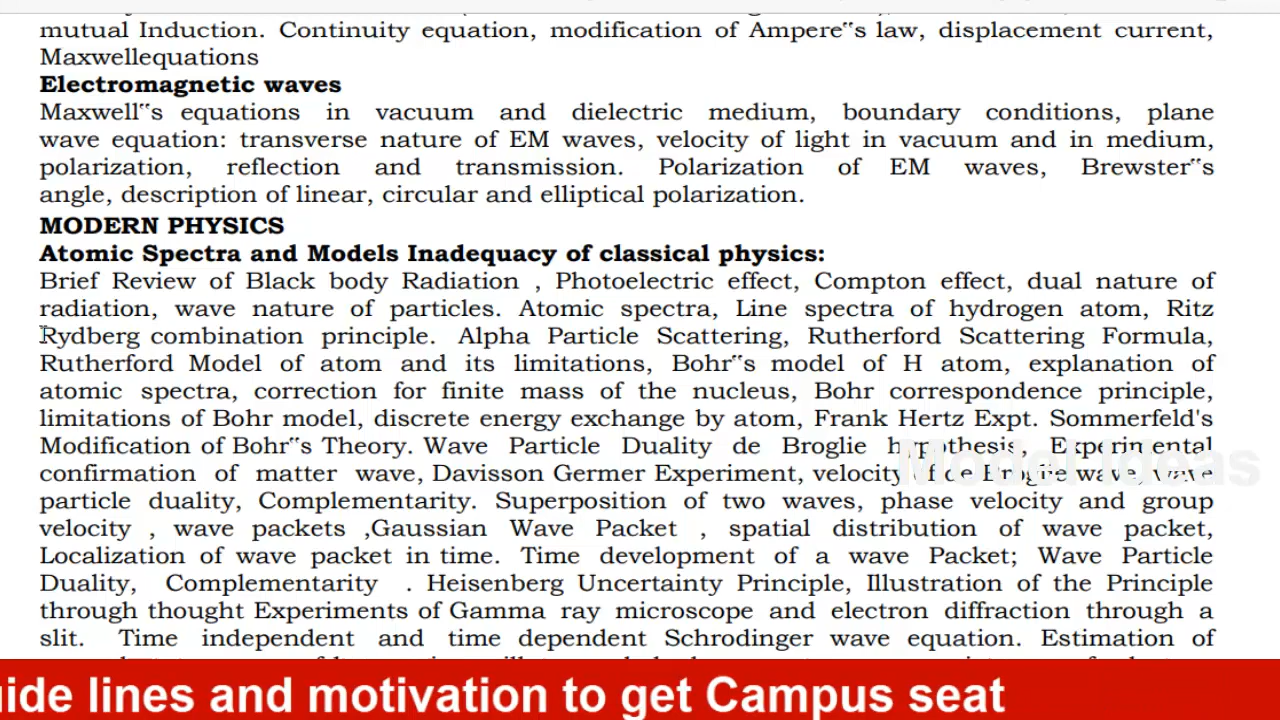 mutual Induction. Continuity equation, modification of Ampere‟s law, displacement current,
Maxwellequations
Electromagnetic waves
Maxwell‟s equations in vacuum and dielectric medium, boundary conditions, plane
wave equation: transverse nature of EM waves, velocity of light in vacuum and in medium,
polarization, reflection and transmission. Polarization of EM waves, Brewster‟s
angle, description of linear, circular and elliptical polarization.
MODERN PHYSICS
Atomic Spectra and Models Inadequacy of classical physics:
Brief Review of Black body Radiation , Photoelectric effect, Compton effect, dual nature of
radiation, wave nature of particles. Atomic spectra, Line spectra of hydrogen atom, Ritz
Rydberg combination principle. Alpha Particle Scattering, Rutherford Scattering Formula,
Rutherford Model of atom and its limitations, Bohr‟s model of H atom, explanation of
atomic spectra, correction for finite mass of the nucleus, Bohr correspondence principle,
limitations of Bohr model, discrete energy exchange by atom, Frank Hertz Expt. Sommerfeld's
Modification of Bohr‟s Theory. Wave Particle Duality de Broglie hypothesis, Experimental
confirmation of matter wave, Davisson Germer Experiment, velocity of de Broglie wave, wave
particle duality, Complementarity. Superposition of two waves, phase velocity and group
velocity , wave packets ,Gaussian Wave Packet , spatial distribution of wave packet,
Localization of wave packet in time. Time development of a wave Packet; Wave Particle
Duality, Complementarity . Heisenberg Uncertainty Principle, Illustration of the Principle
through thought Experiments of Gamma ray microscope and electron diffraction through a
slit. Time independent and time dependent Schrodinger wave equation. Estimation of
Model Ideas
lines and motivation to get Campus seat